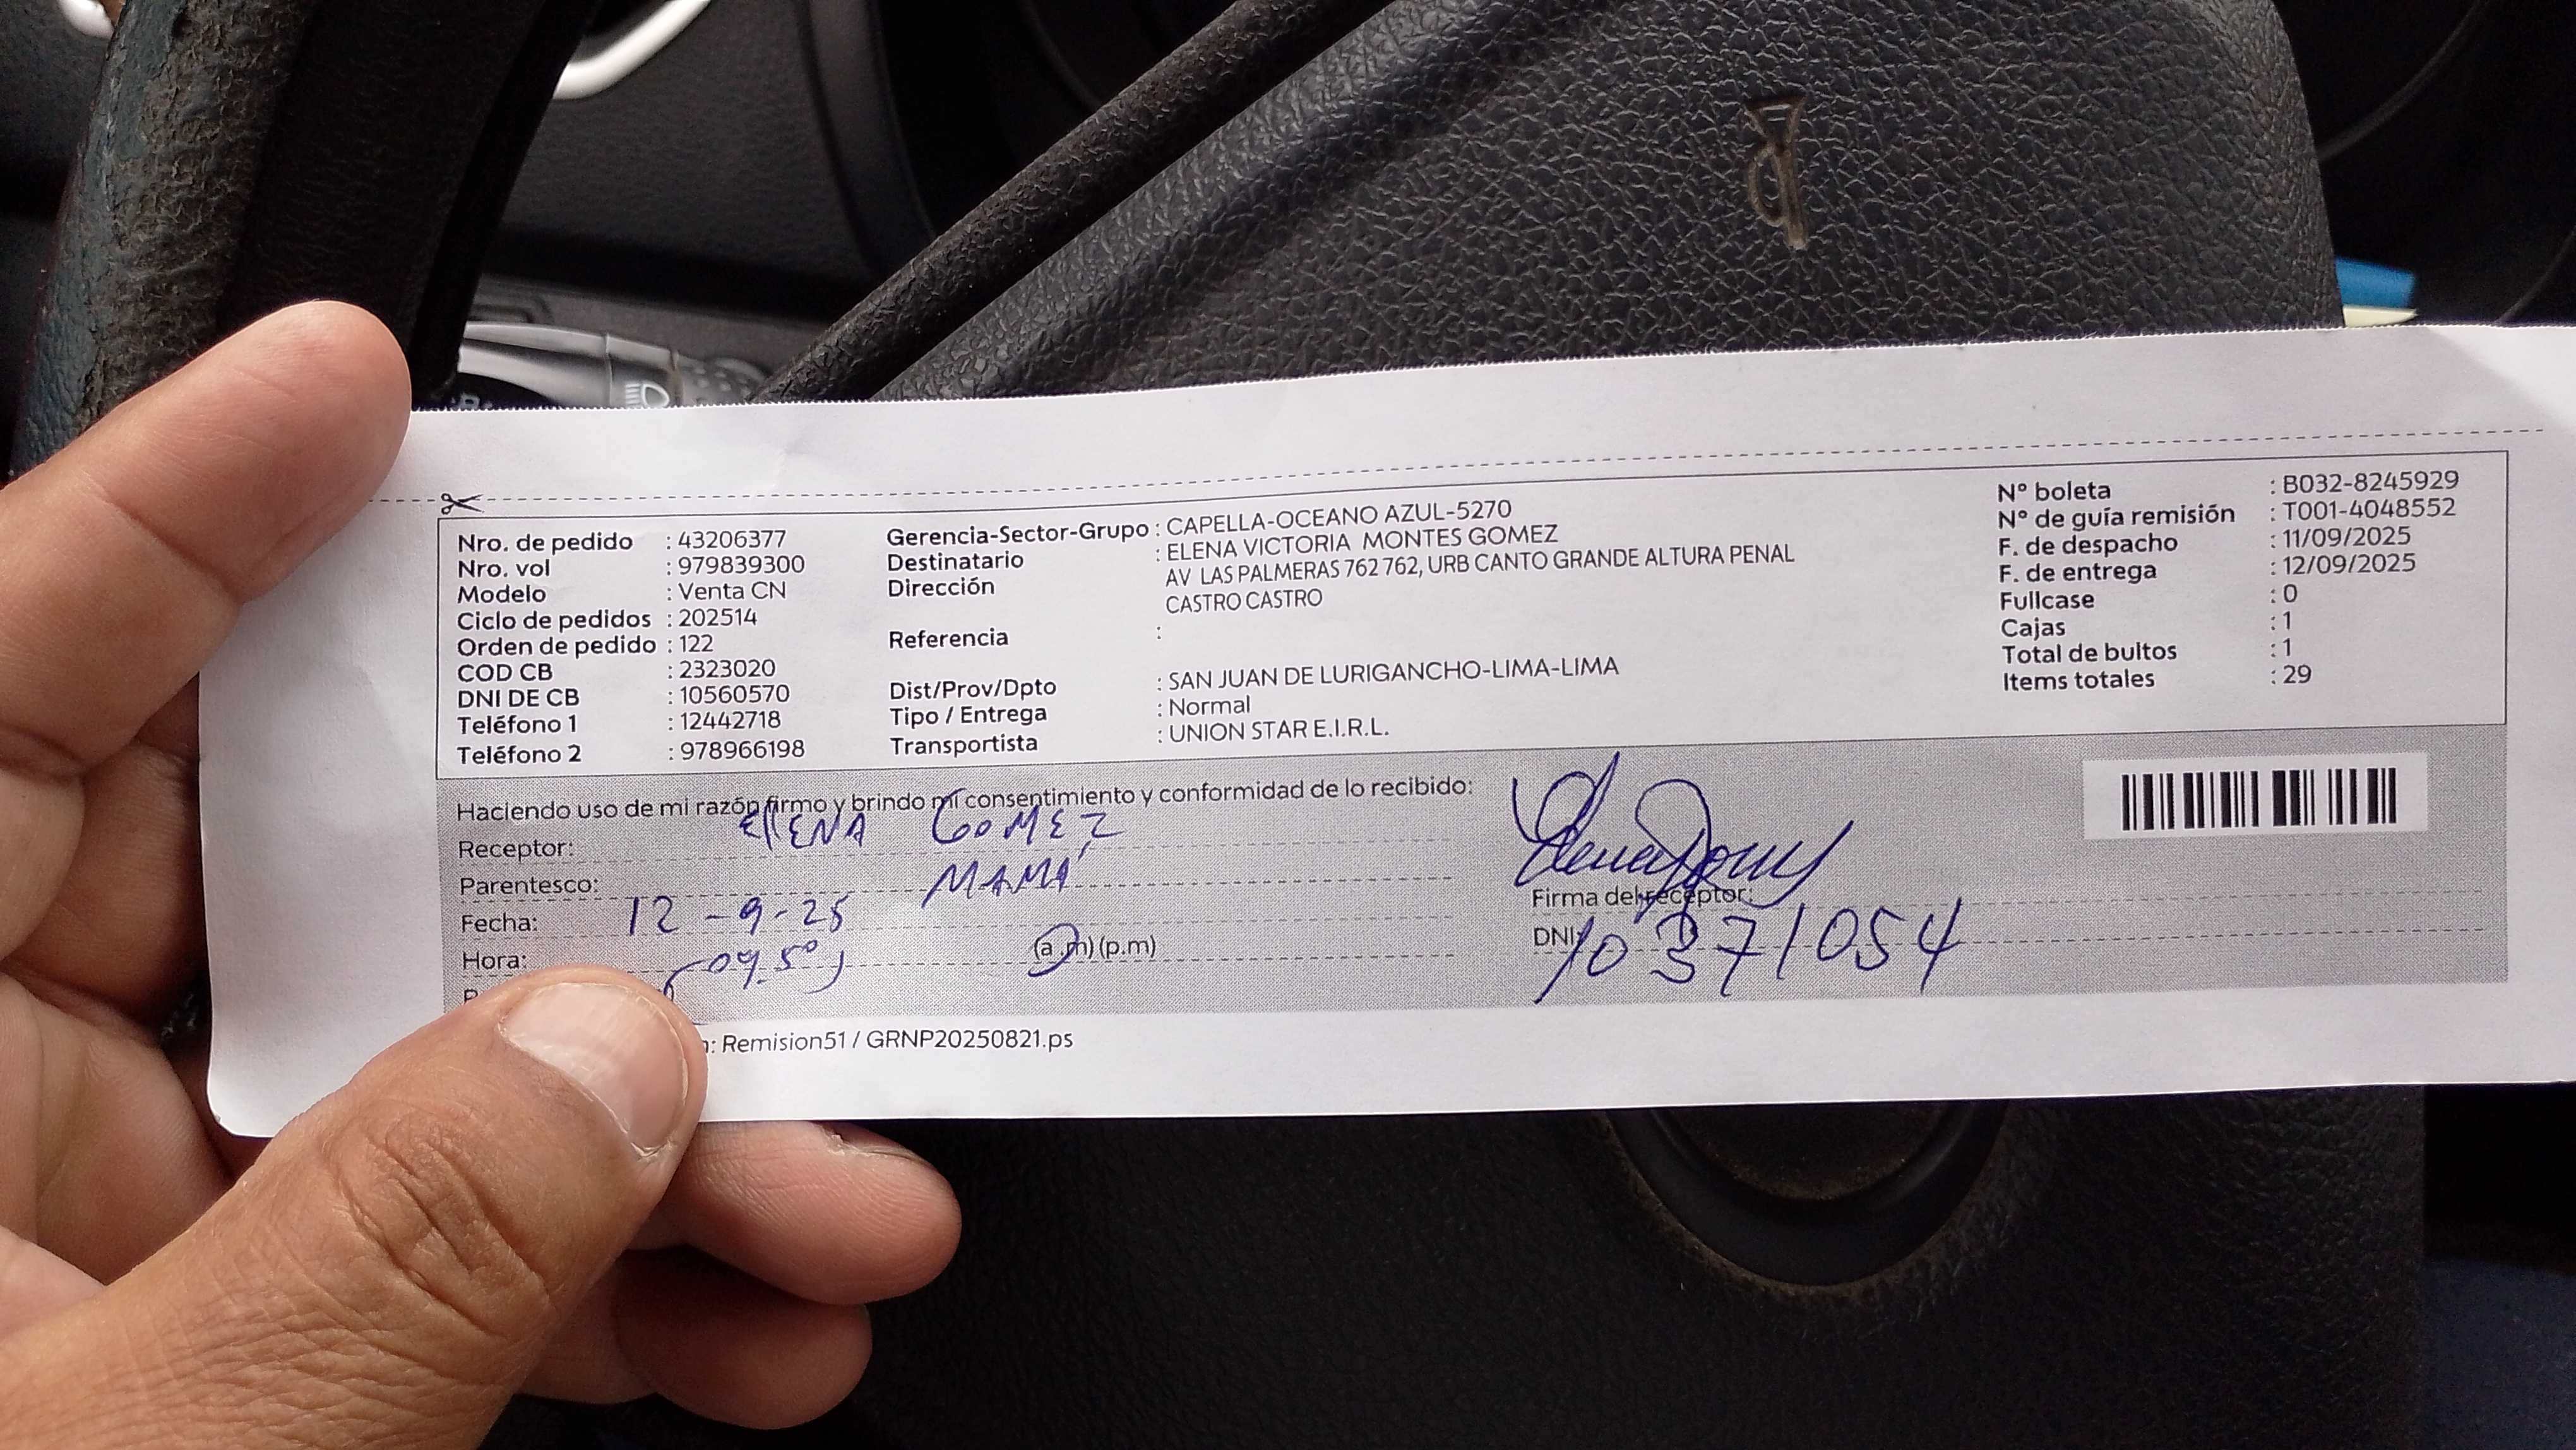 Nro. de pedido : 43206377
Nro. vol : 979839300
Modelo : Venta CN
Ciclo de pedidos : 202514
Orden de pedido : 122
COD CB : 2323020
DNI DE CB : 10560570
Teléfono 1 : 12442718
Teléfono 2 : 978966198
Gerencia-Sector-Grupo : CAPELLA-OCEANO AZUL-5270
Destinatario : ELENA VICTORIA MONTES GOMEZ
Dirección AV LAS PALMERAS 762 762, URB CANTO GRANDE ALTURA PENAL
CASTRO CASTRO
Referencia :
Dist/Prov/Dpto : SAN JUAN DE LURIGANCHO-LIMA-LIMA
Tipo / Entrega : Normal
Transportista : UNION STAR E.I.R.L.
Nº boleta : B032-8245929
Nº de guía remisión : T001-4048552
F. de despacho : 11/09/2025
F. de entrega : 12/09/2025
Fullcase : 0
Cajas : 1
Total de bultos : 1
Items totales : 29
Haciendo uso de mi razón firmo y brindo mi consentimiento y conformidad de lo recibido:
Receptor: ElENA GOMEZ
Parentesco: MAMÁ
Fecha: 12-9-25
Hora: 09.50 (a.m) (p.m)
Firma del receptor:
DNI: 10371054
Remision51 / GRNP20250821.ps